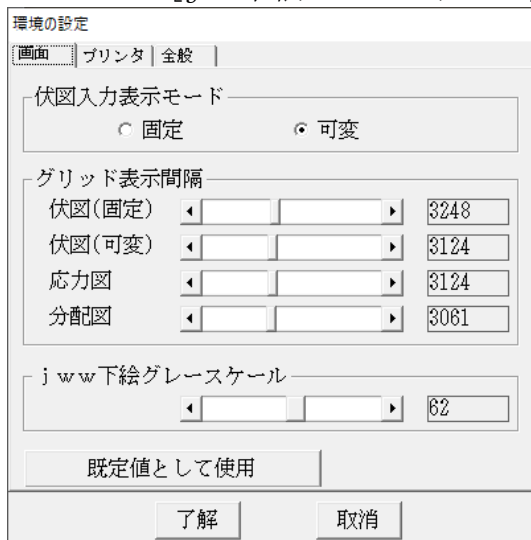 環境の設定
画面 プリンタ 全般
伏図入力表示モード
固定 可変
グリッド表示間隔
伏図(固定) 3248
伏図(可変) 3124
応力図 3124
分配図 3061
jww下絵グレースケール
62
既定値として使用
了解 取消